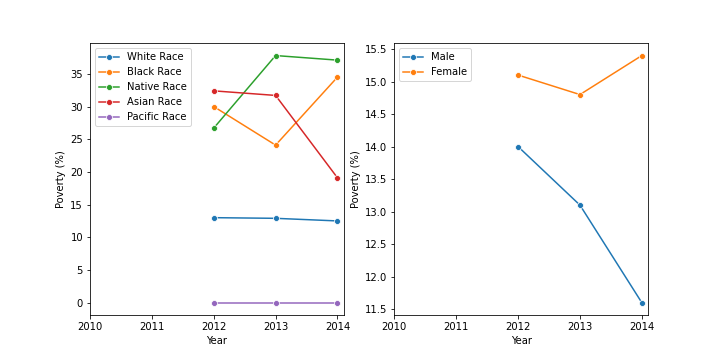 White Race
Black Race
Native Race
Asian Race
Pacific Race
35
30
25
20
15
10
5
0
Poverty (%)
2010 2011 2012 2013 2014
Year
Male
Female
15.5
15.0
14.5
14.0
13.5
13.0
12.5
12.0
11.5
Poverty (%)
2010 2011 2012 2013 2014
Year